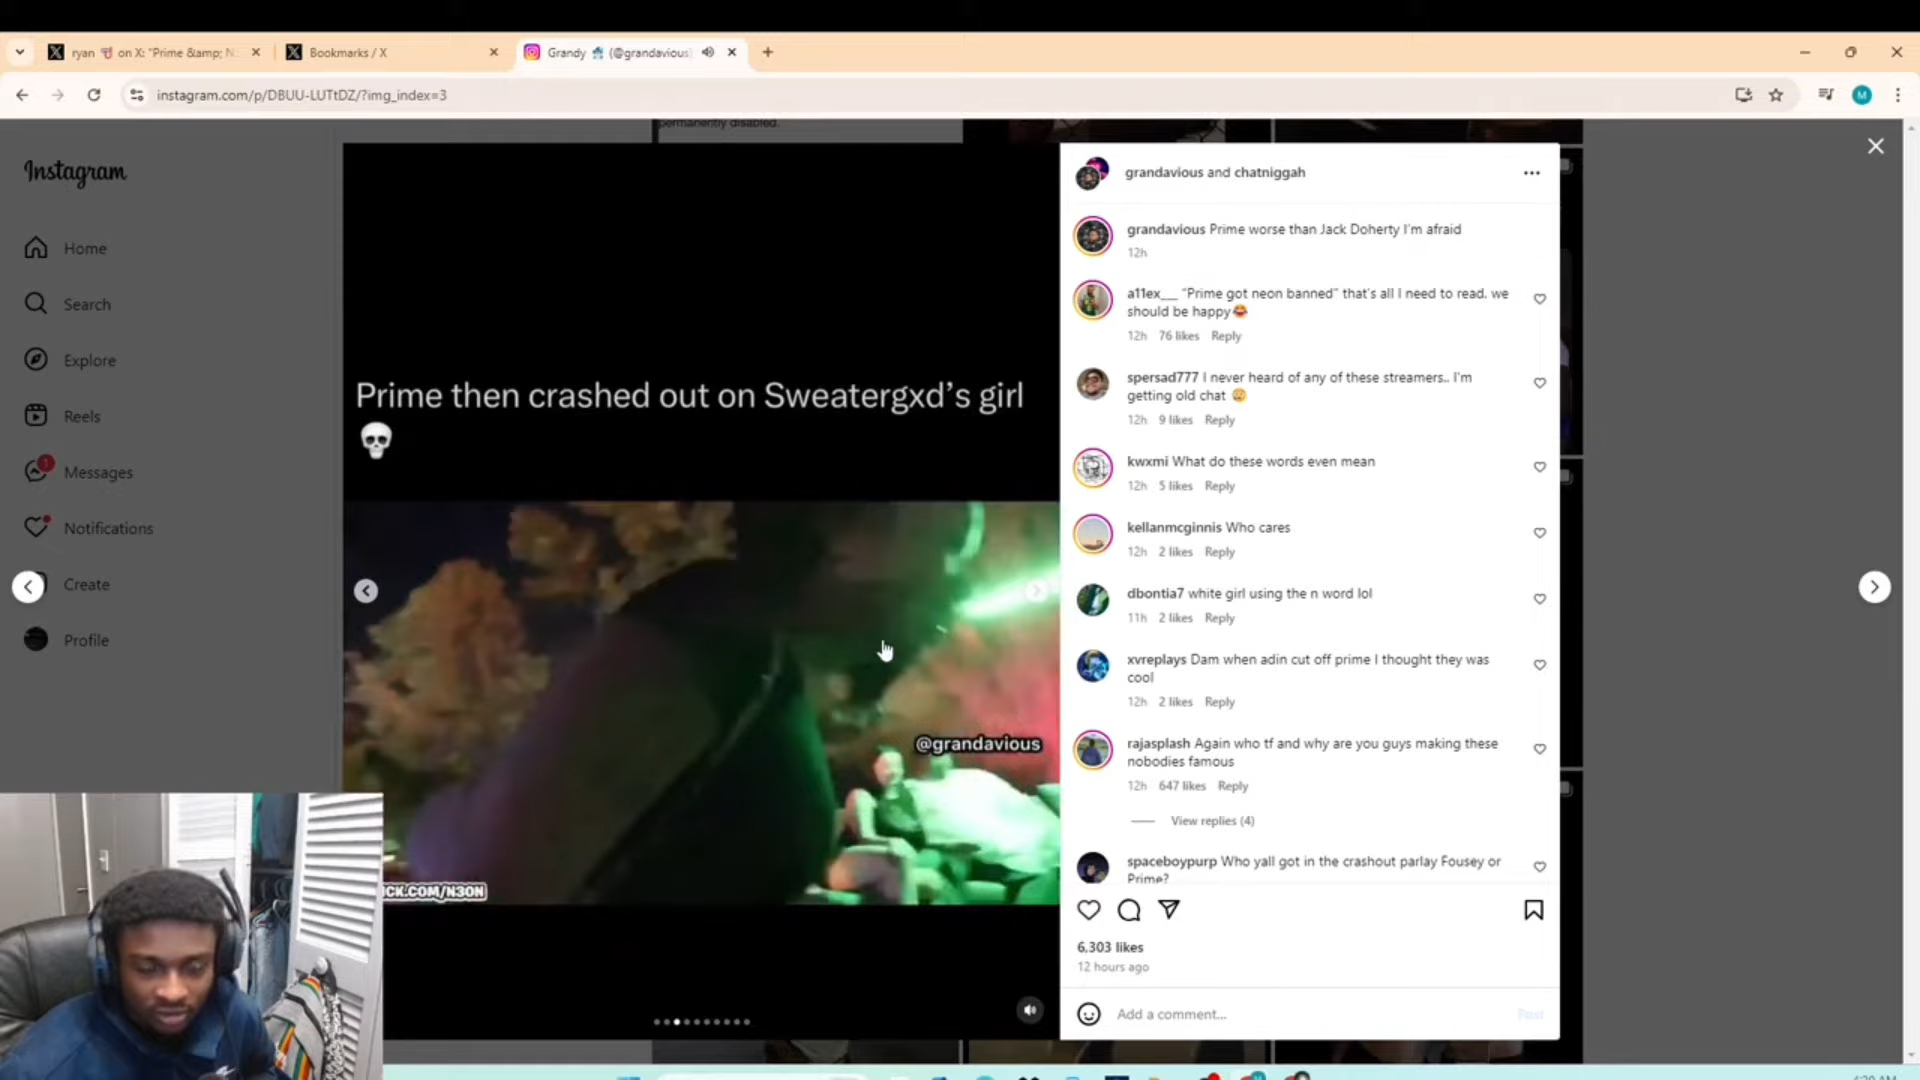 ryan on X: "Prime &amp; N
Bookmarks / X
Grandy (@grandavious)
instagram.com/p/DBUU-LUTtDZ/?img_index=3
M
permanently disabled.
Instagram
Home
Search
Explore
Reels
1
Messages
Notifications
Create
Profile
Prime then crashed out on Sweatergxd's girl
💀
@grandavious
ICK.COM/N3ON
grandavious and chatniggah
grandavious Prime worse than Jack Doherty I'm afraid
12h
a11ex___ "Prime got neon banned" that's all I need to read. we
should be happy😂
12h 76 likes Reply
spersad777 I never heard of any of these streamers.. I'm
getting old chat 😩
12h 9 likes Reply
kwxmi What do these words even mean
12h 5 likes Reply
kellanmcginnis Who cares
12h 2 likes Reply
dbontia7 white girl using the n word lol
11h 2 likes Reply
xvreplays Dam when adin cut off prime I thought they was
cool
12h 2 likes Reply
rajasplash Again who tf and why are you guys making these
nobodies famous
12h 647 likes Reply
View replies (4)
spaceboypurp Who yall got in the crashout parlay Fousey or
Prime?
6,303 likes
12 hours ago
Add a comment...
Post